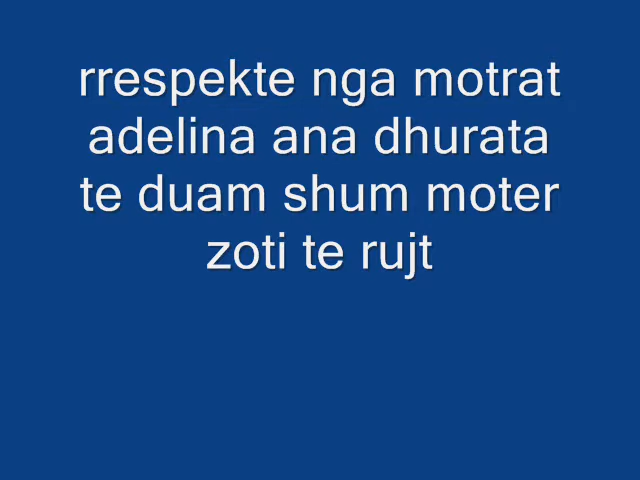 rrespekte nga motrat
adelina ana dhurata
te duam shum moter
zoti te rujt